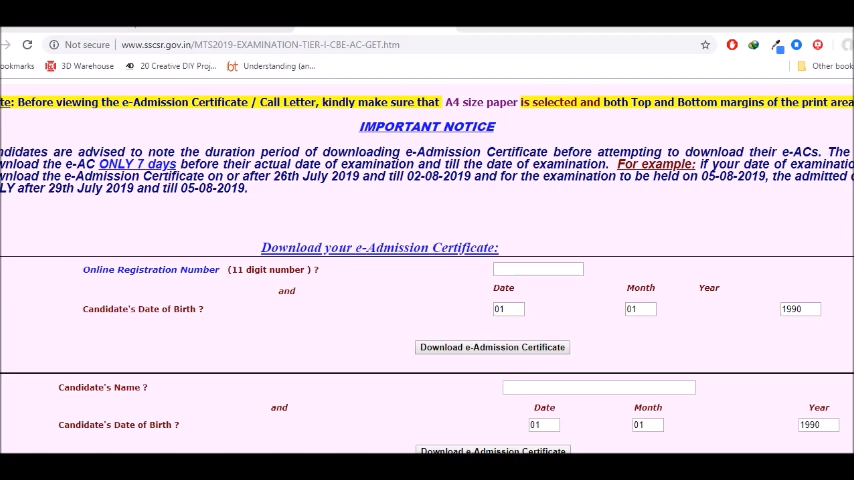 Not secure | www.sscsr.gov.in/MTS2019-EXAMINATION-TIER-I-CBE-AC-GET.htm
ookmarks 3D Warehouse 20 Creative DIY Proj... Understanding (an... Other book
te: Before viewing the e-Admission Certificate / Call Letter, kindly make sure that A4 size paper is selected and both Top and Bottom margins of the print area
IMPORTANT NOTICE
ndidates are advised to note the duration period of downloading e-Admission Certificate before attempting to download their e-ACs. The
wnload the e-AC ONLY 7 days before their actual date of examination and till the date of examination. For example: if your date of examinatio
wnload the e-Admission Certificate on or after 26th July 2019 and till 02-08-2019 and for the examination to be held on 05-08-2019, the admitted c
LY after 29th July 2019 and till 05-08-2019.
Download your e-Admission Certificate:
Online Registration Number (11 digit number ) ?
and Date Month Year
Candidate's Date of Birth ? 01 01 1990
Download e-Admission Certificate
Candidate's Name ?
and Date Month Year
Candidate's Date of Birth ? 01 01 1990
Download e-Admission Certificate